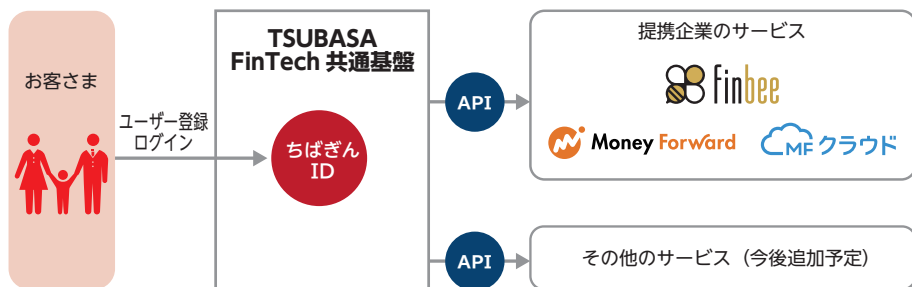 お客さま
ユーザー登録
ログイン
TSUBASA
FinTech 共通基盤
ちばぎん
ID
API
提携企業のサービス
finbee
Money Forward
MFクラウド
API
その他のサービス（今後追加予定）